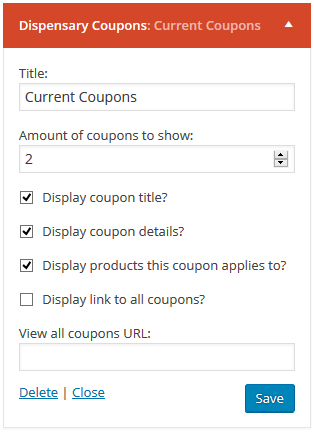 Dispensary Coupons: Current Coupons
Title:
Current Coupons
Amount of coupons to show:
2
Display coupon title?
Display coupon details?
Display products this coupon applies to?
Display link to all coupons?
View all coupons URL:
Delete | Close Save